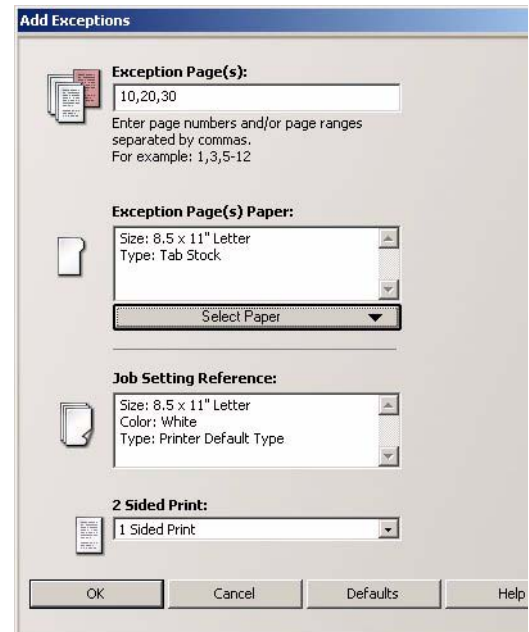 Add Exceptions
Exception Page(s):
10,20,30
Enter page numbers and/or page ranges
separated by commas.
For example: 1,3,5-12
Exception Page(s) Paper:
Size: 8.5 x 11" Letter
Type: Tab Stock
Select Paper
Job Setting Reference:
Size: 8.5 x 11" Letter
Color: White
Type: Printer Default Type
2 Sided Print:
1 Sided Print
OK Cancel Defaults Help